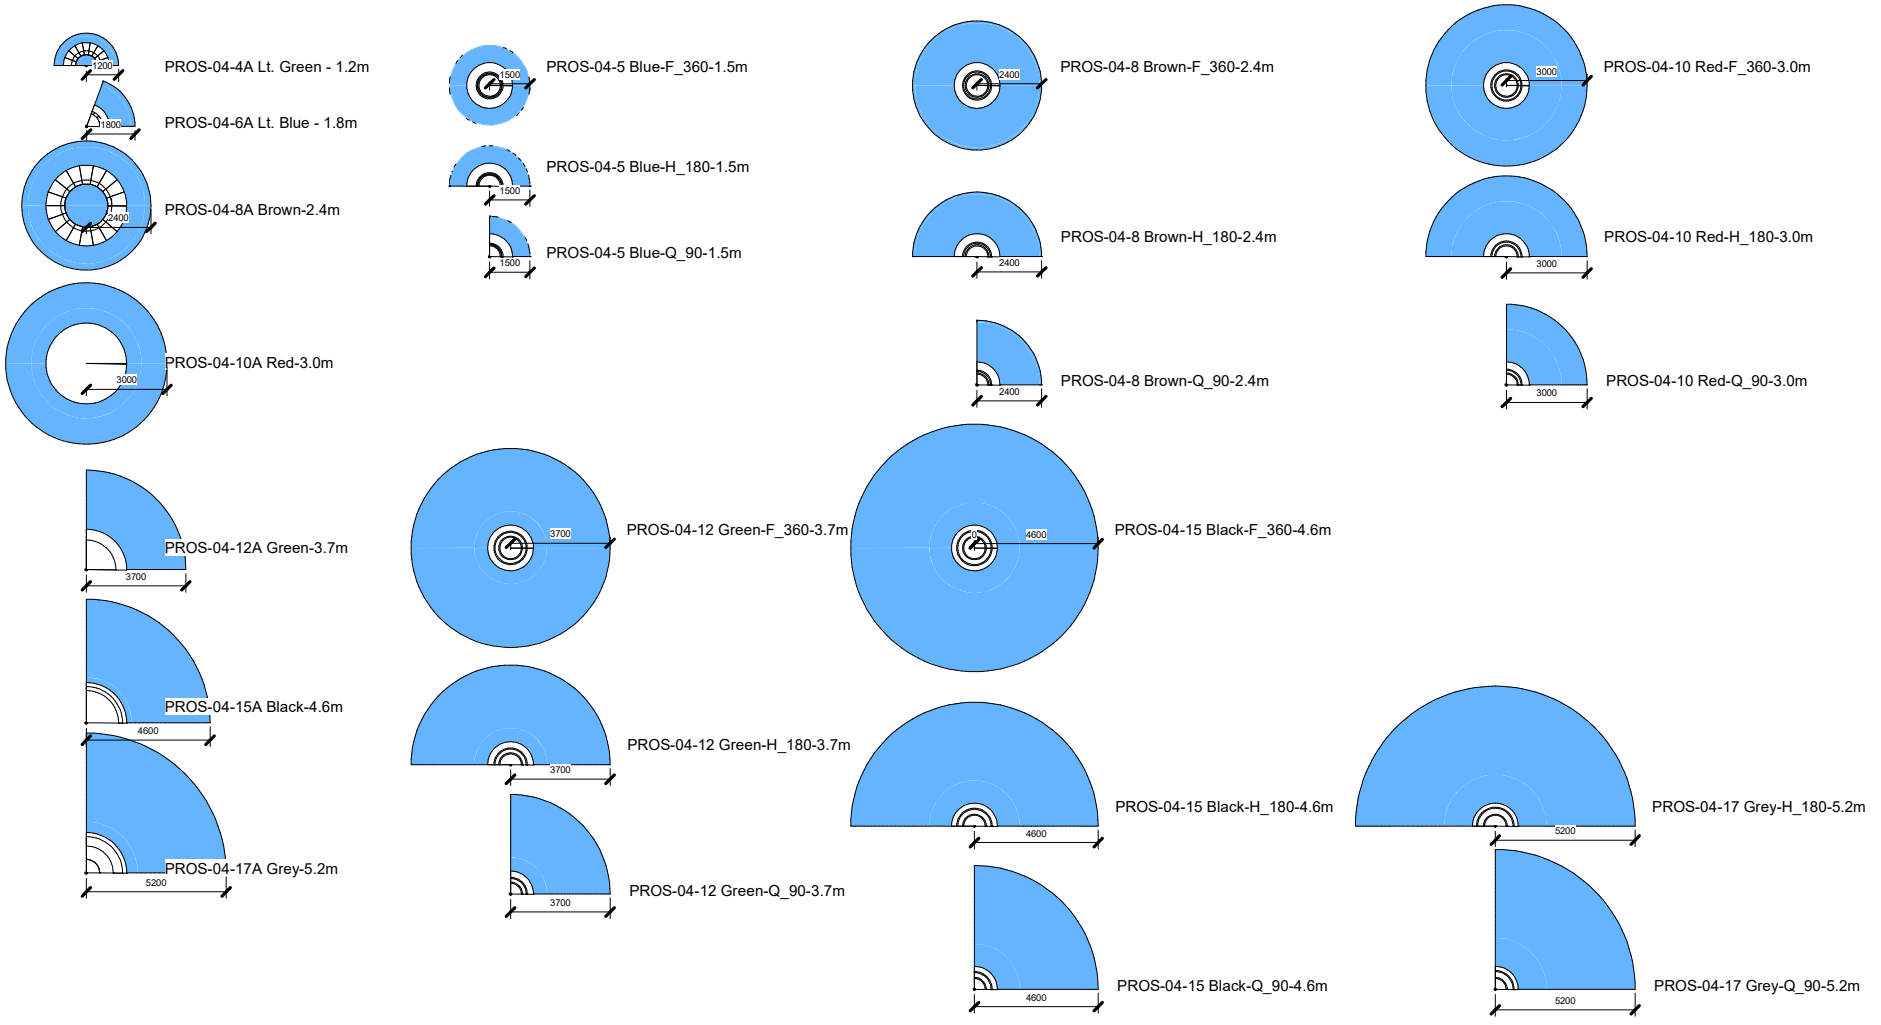 PROS-04-4A Lt. Green - 1.2m
1200
PROS-04-6A Lt. Blue - 1.8m
1800
PROS-04-8A Brown-2.4m
2400
PROS-04-10A Red-3.0m
3000
PROS-04-12A Green-3.7m
3700
PROS-04-15A Black-4.6m
4600
PROS-04-17A Grey-5.2m
5200
PROS-04-5 Blue-F_360-1.5m
1500
PROS-04-5 Blue-H_180-1.5m
1500
PROS-04-5 Blue-Q_90-1.5m
1500
PROS-04-12 Green-F_360-3.7m
3700
PROS-04-12 Green-H_180-3.7m
3700
PROS-04-12 Green-Q_90-3.7m
3700
PROS-04-8 Brown-F_360-2.4m
2400
PROS-04-8 Brown-H_180-2.4m
2400
PROS-04-8 Brown-Q_90-2.4m
2400
PROS-04-15 Black-F_360-4.6m
0
4600
PROS-04-15 Black-H_180-4.6m
4600
PROS-04-15 Black-Q_90-4.6m
4600
PROS-04-10 Red-F_360-3.0m
3000
PROS-04-10 Red-H_180-3.0m
3000
PROS-04-10 Red-Q_90-3.0m
3000
PROS-04-17 Grey-H_180-5.2m
5200
PROS-04-17 Grey-Q_90-5.2m
5200